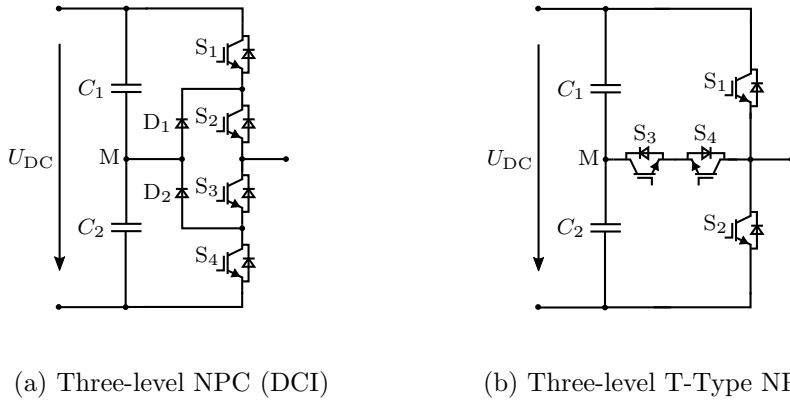 S1
C1
D1
S2
UDC
M
D2
S3
C2
S4
(a) Three-level NPC (DCI)
S1
C1
S3
S4
UDC
M
C2
S2
(b) Three-level T-Type